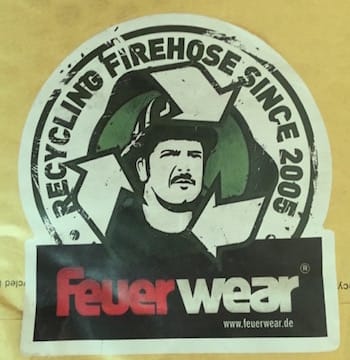 RECYCLING FIREHOSE SINCE 2005
Feuerwear®
www.feuerwear.de